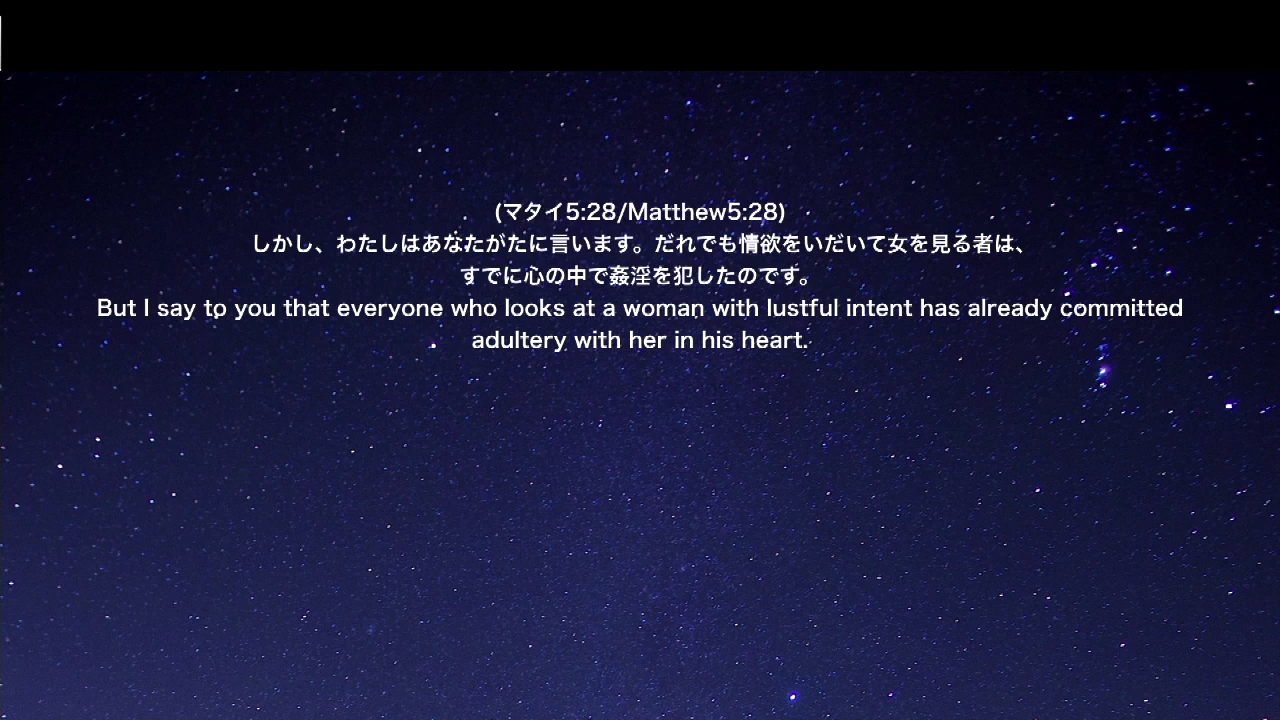 (マタイ5:28/Matthew5:28)
しかし、わたしはあなたがたに言います。だれでも情欲をいだいて女を見る者は、
すでに心の中で姦淫を犯したのです。
But I say to you that everyone who looks at a woman with lustful intent has already committed
adultery with her in his heart.